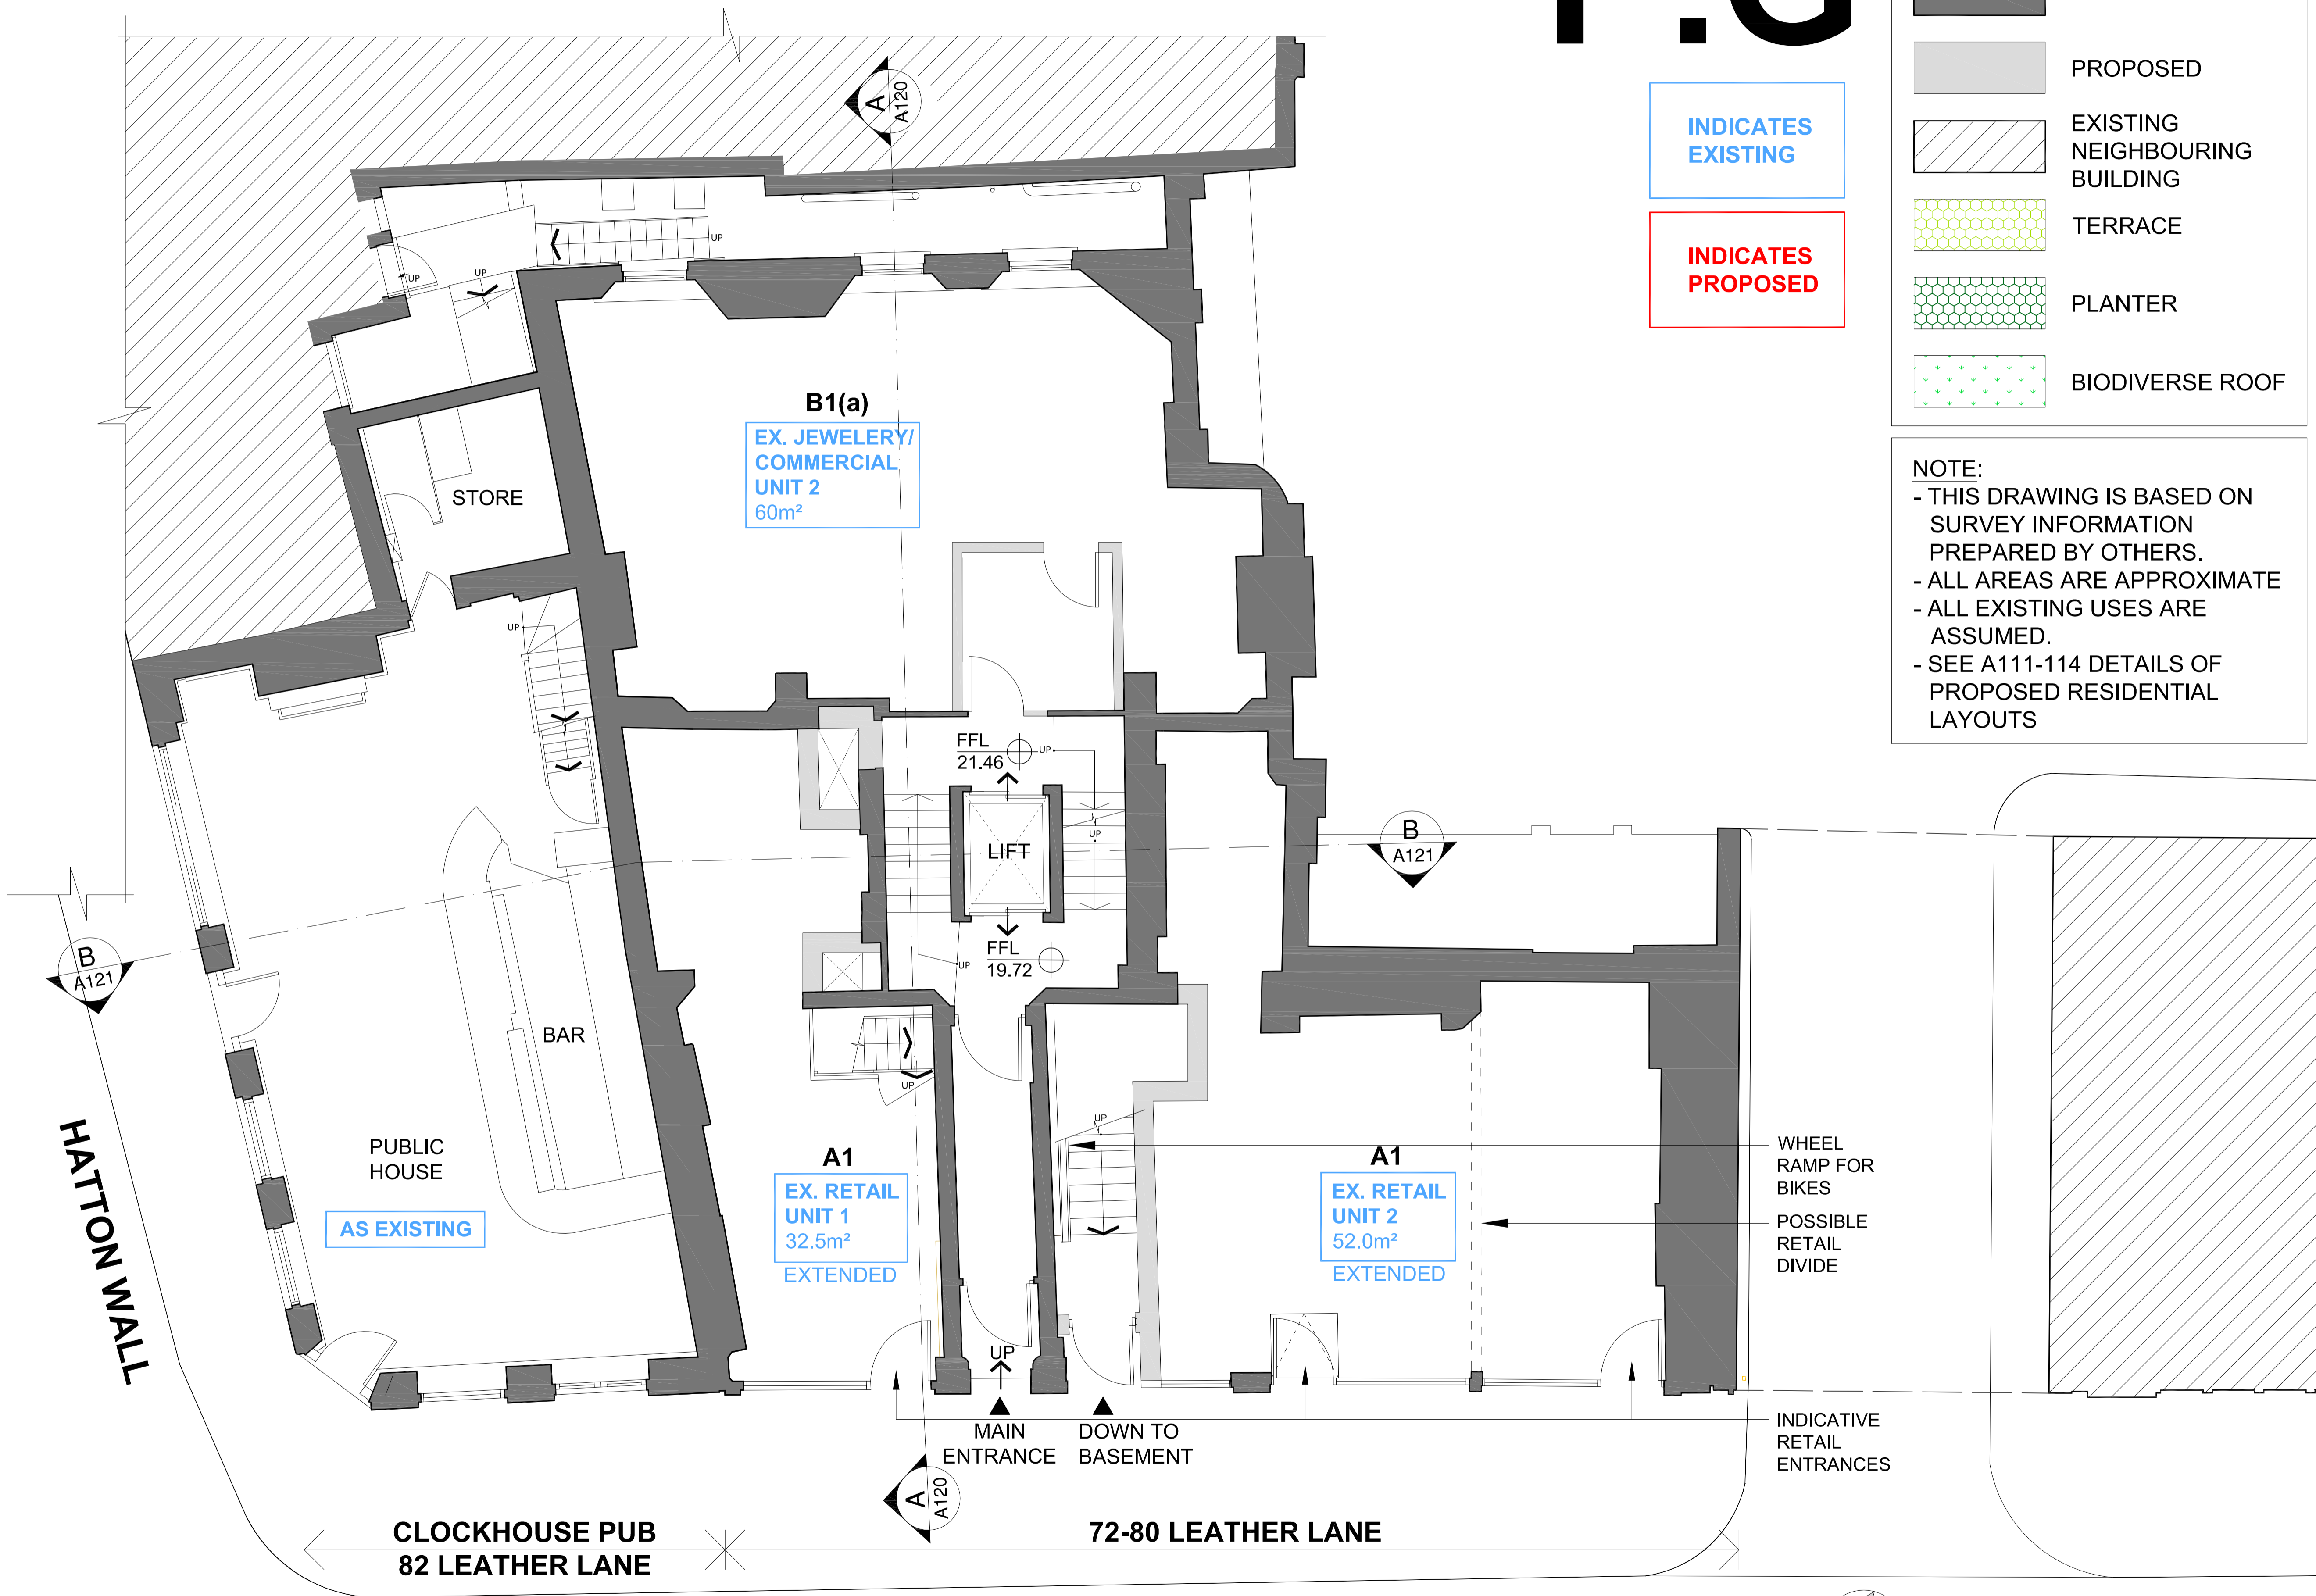 P.G
INDICATES
EXISTING
INDICATES
PROPOSED
PROPOSED
EXISTING
NEIGHBOURING
BUILDING
TERRACE
PLANTER
BIODIVERSE ROOF
NOTE:
- THIS DRAWING IS BASED ON
SURVEY INFORMATION
PREPARED BY OTHERS.
- ALL AREAS ARE APPROXIMATE
- ALL EXISTING USES ARE
ASSUMED.
- SEE A111-114 DETAILS OF
PROPOSED RESIDENTIAL
LAYOUTS
A
A120
UP
UP
UP
B1(a)
EX. JEWELERY/
COMMERCIAL
UNIT 2
60m²
STORE
UP
FFL
21.46
UP
UP
LIFT
FFL
19.72
UP
B
A121
B
A121
BAR
UP
UP
PUBLIC
HOUSE
AS EXISTING
A1
EX. RETAIL
UNIT 1
32.5m²
EXTENDED
A1
EX. RETAIL
UNIT 2
52.0m²
EXTENDED
WHEEL
RAMP FOR
BIKES
POSSIBLE
RETAIL
DIVIDE
INDICATIVE
RETAIL
ENTRANCES
HATTON WALL
UP
MAIN
ENTRANCE
DOWN TO
BASEMENT
A
A120
CLOCKHOUSE PUB
82 LEATHER LANE
72-80 LEATHER LANE